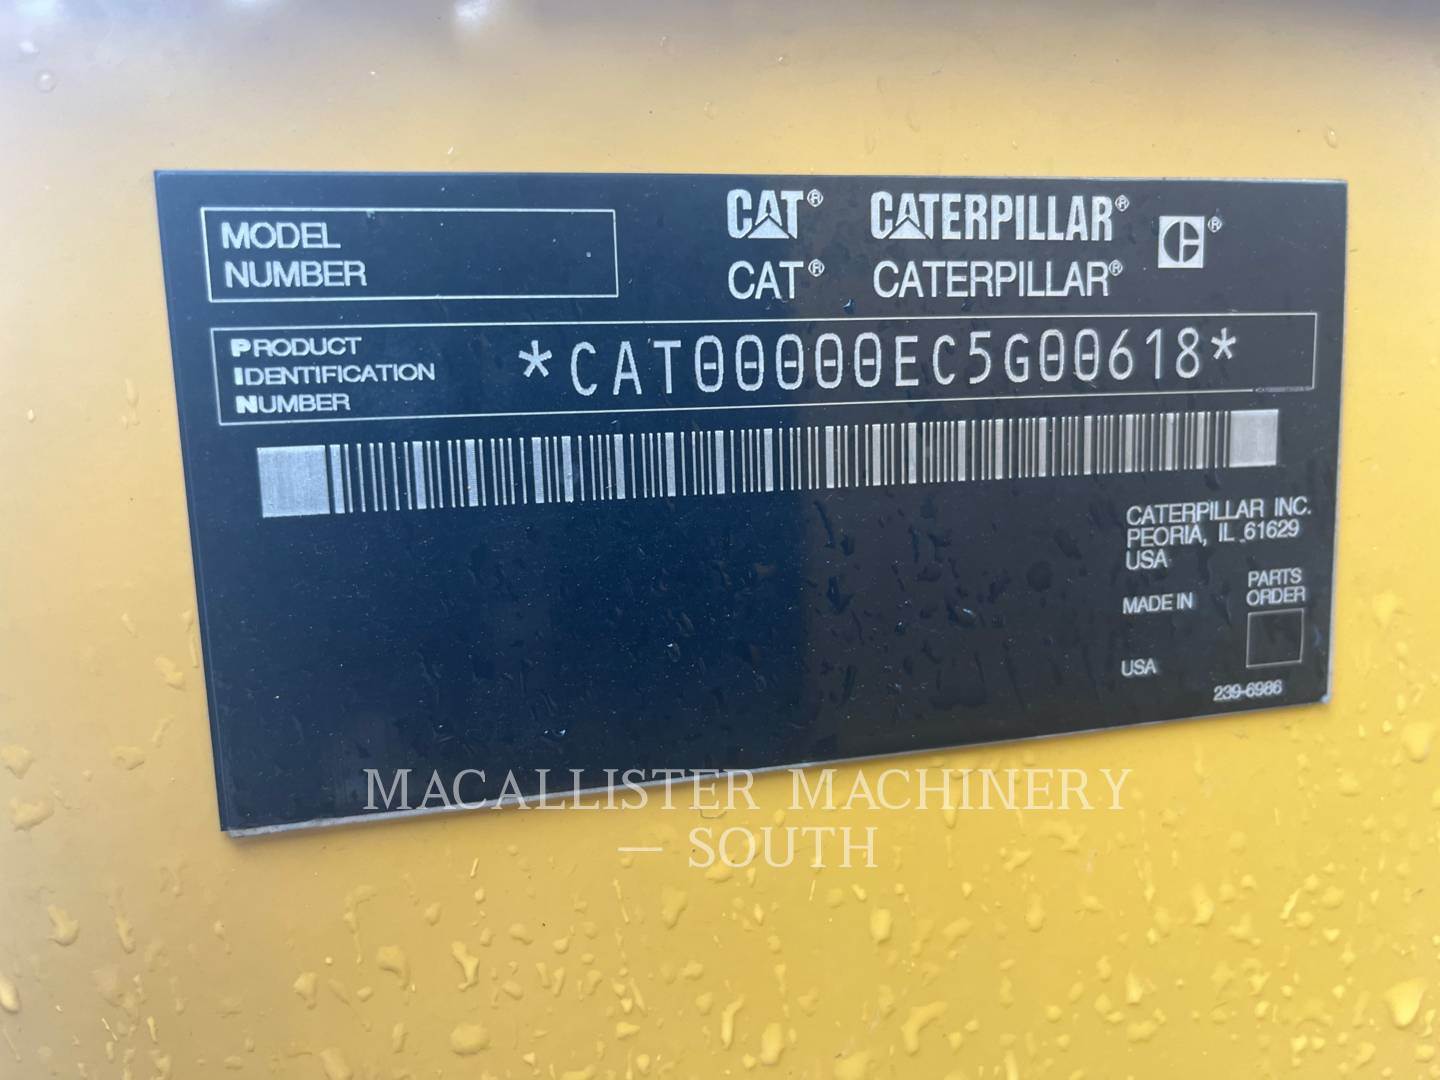 MODEL
NUMBER
CAT® CATERPILLAR® C®
CAT® CATERPILLAR®
PRODUCT
IDENTIFICATION
NUMBER
*CAT00000EC5G00618*
CATERPILLAR INC.
PEORIA, IL 61629
USA
MADE IN
USA
PARTS
ORDER
239-6986
MACALLISTER MACHINERY
— SOUTH